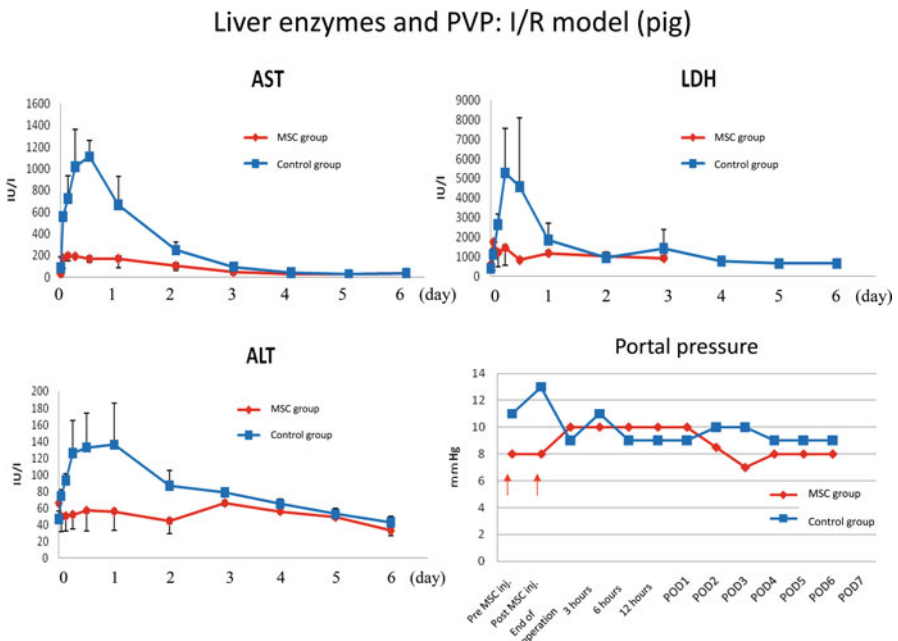 Liver enzymes and PVP: I/R model (pig)
AST
1600
1400
1200
1000
800
600
400
200
0
IU/l
MSC group
Control group
0 1 2 3 4 5 6 (day)
LDH
9000
8000
7000
6000
5000
4000
3000
2000
1000
0
IU/l
MSC group
Control group
0 1 2 3 4 5 6 (day)
ALT
200
180
160
140
120
100
80
60
40
20
0
IU/l
MSC group
Control group
0 1 2 3 4 5 6 (day)
Portal pressure
14
12
10
8
6
4
2
0
mmHg
MSC group
Control group
Pre MSC inj.
Post MSC inj.
End of
operation
3 hours
6 hours
12 hours
POD1
POD2
POD3
POD4
POD5
POD6
POD7